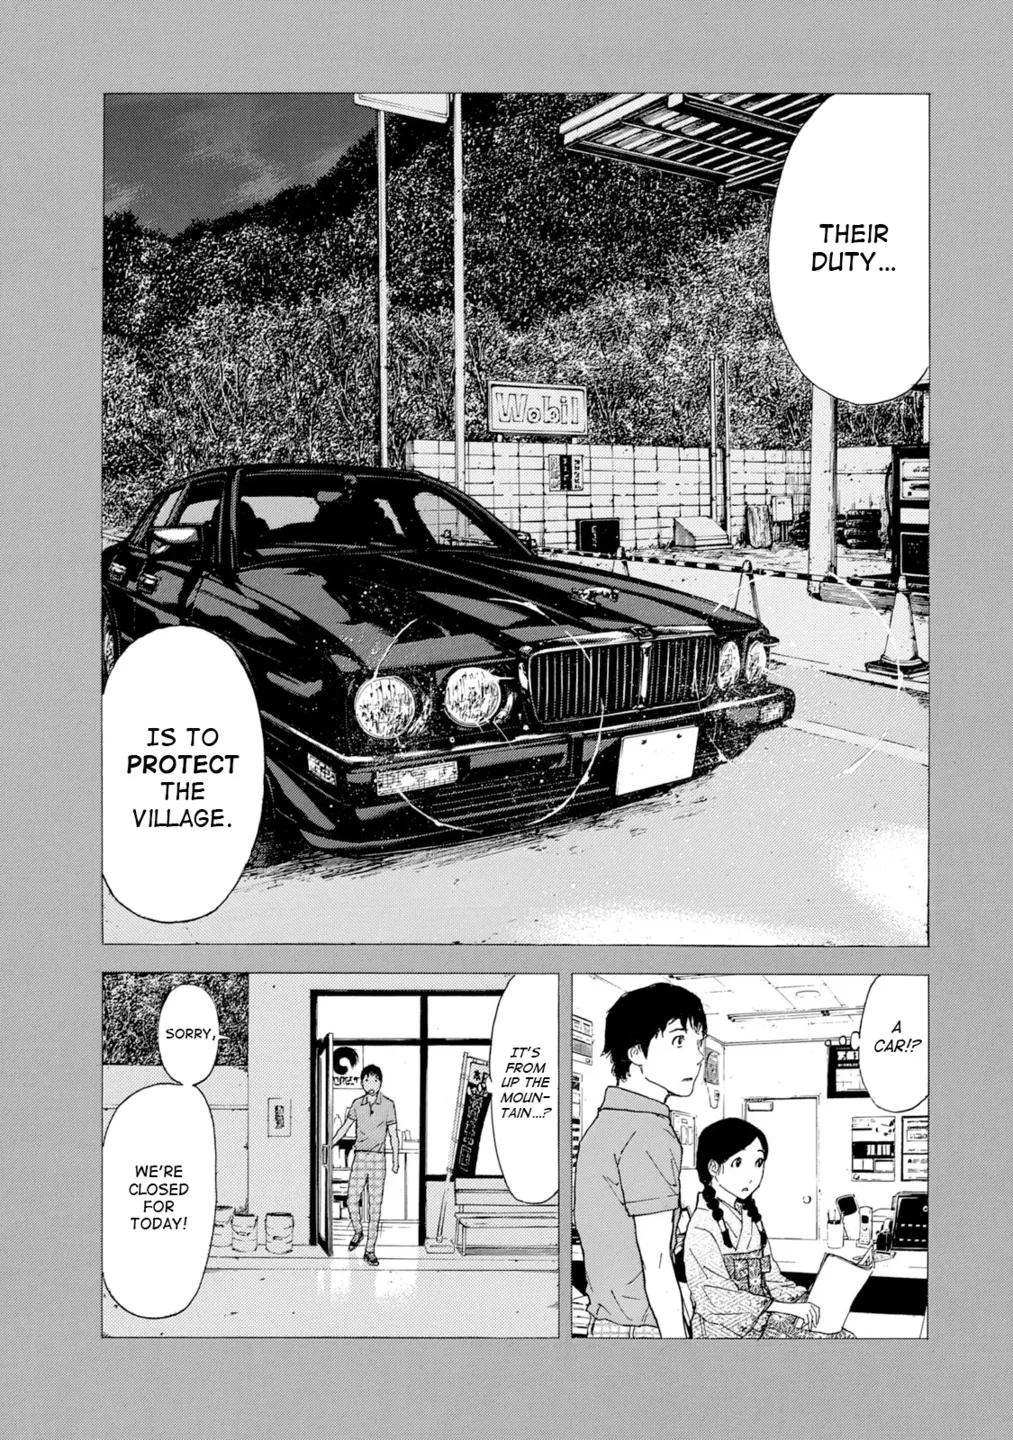 THEIR
DUTY...
Wobil
IS TO
PROTECT
THE
VILLAGE.
A
CAR!?
IT'S
FROM
UP THE
MOUN-
TAIN...?
SORRY,
WE'RE
CLOSED
FOR
TODAY!